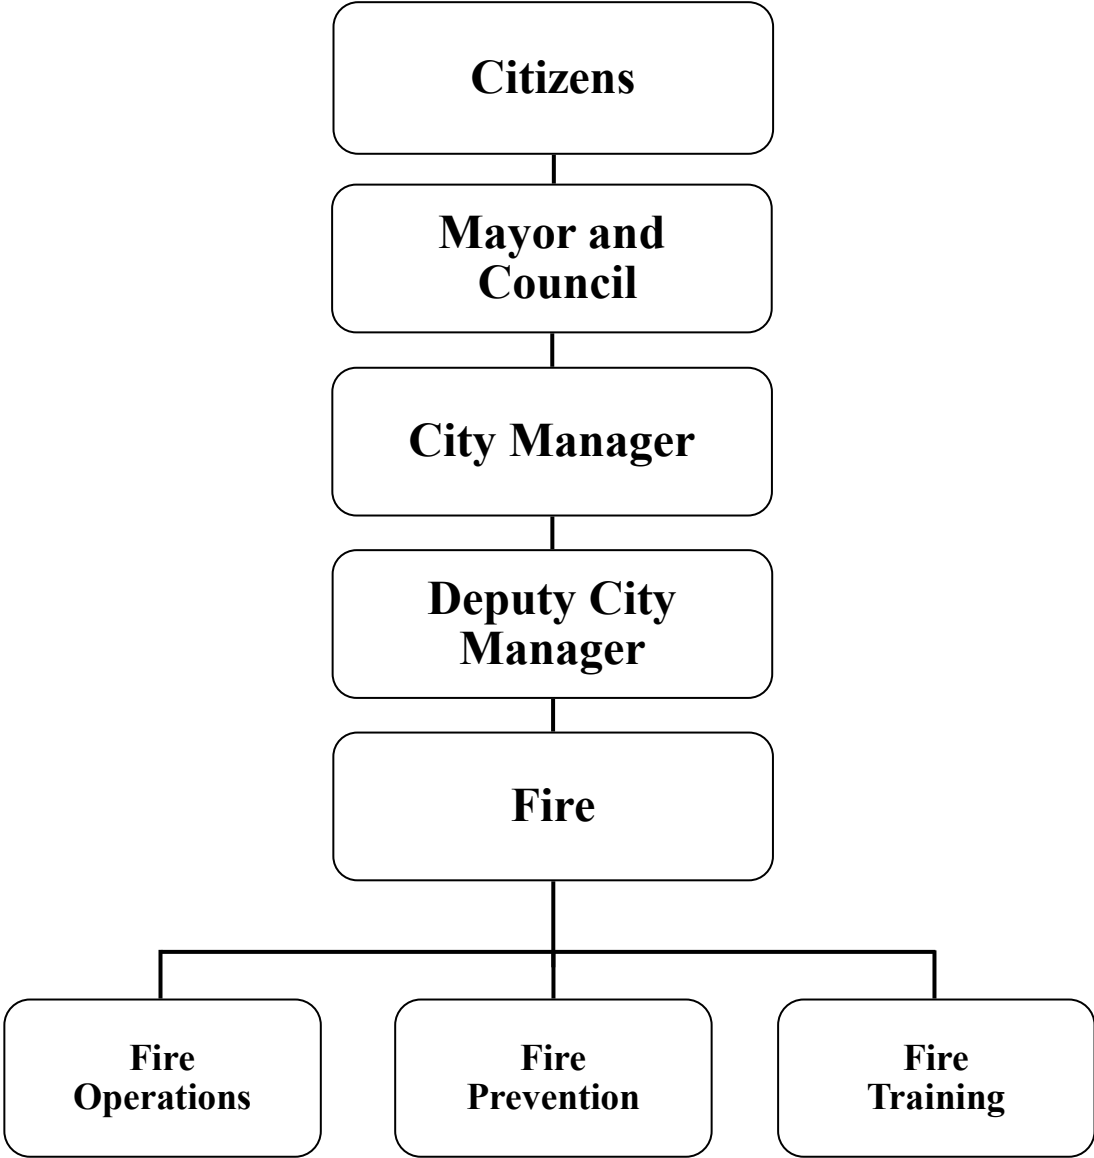 Citizens
Mayor and
Council
City Manager
Deputy City
Manager
Fire
Fire
Operations
Fire
Prevention
Fire
Training